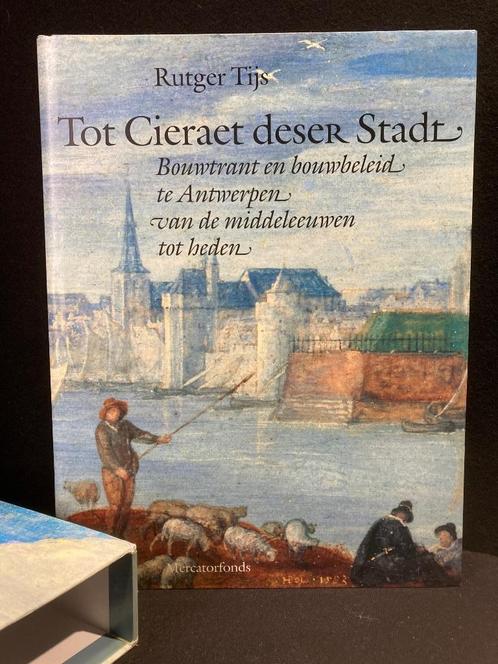 Rutger Tijs
Tot Cieraet deser Stadt
Bouwtrant en bouwbeleid
te Antwerpen
van de middeleeuwen
tot heden
Mercatorfonds